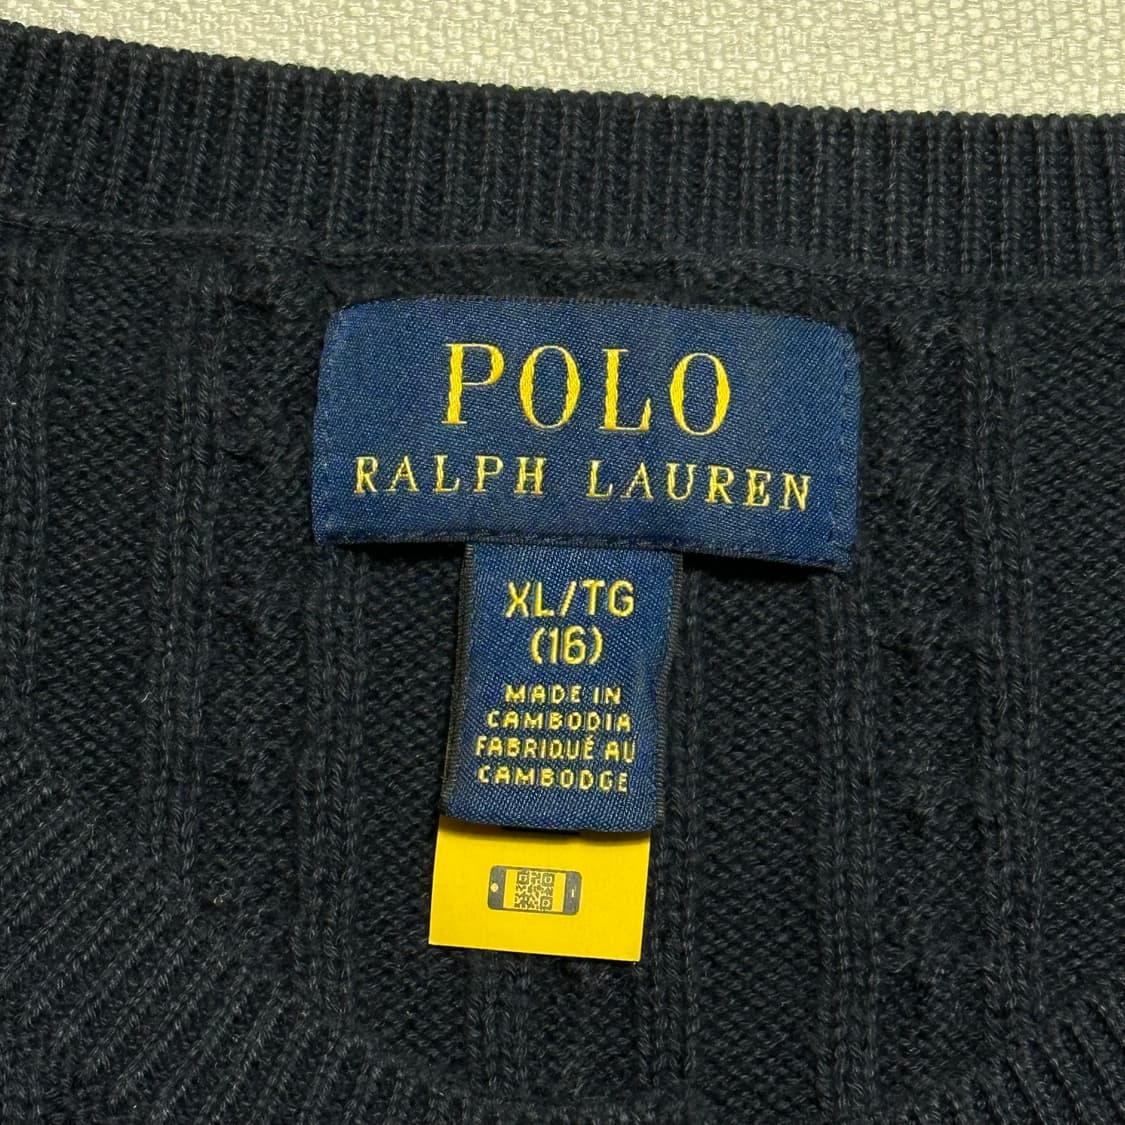 POLO
RALPH LAUREN
XL/TG
(16)
MADE IN
CAMBODIA
FABRIQUÉ AU
CAMBODGE